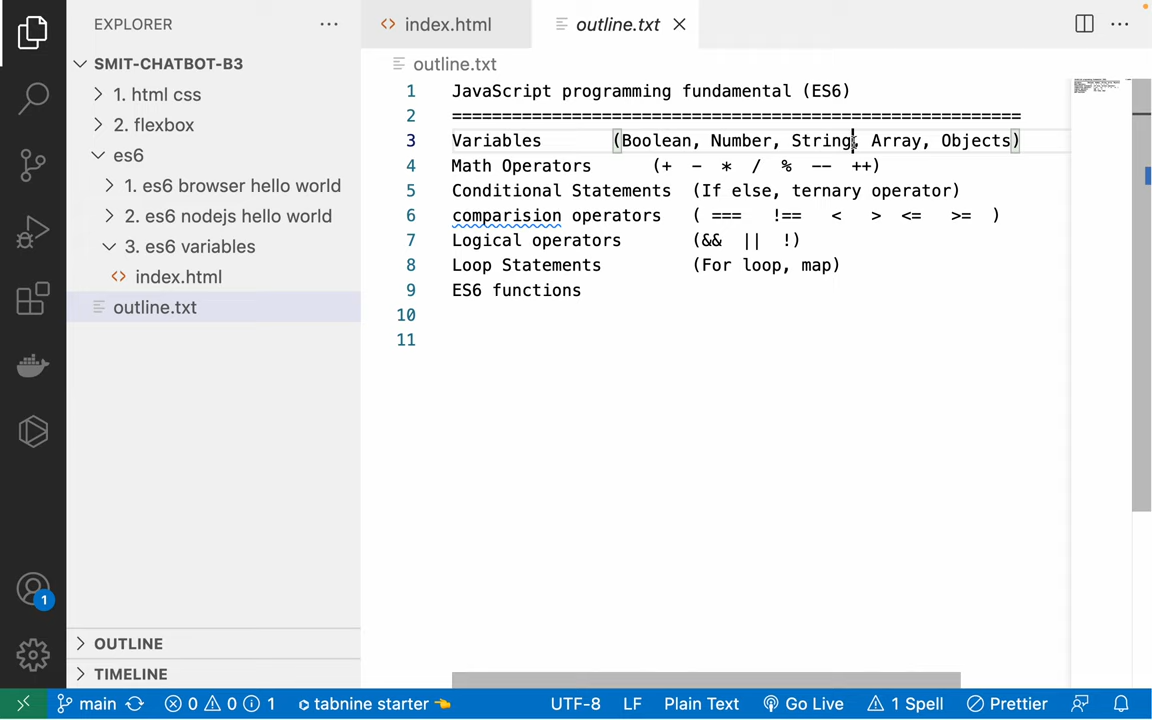 EXPLORER
SMIT-CHATBOT-B3
1. html css
2. flexbox
es6
1. es6 browser hello world
2. es6 nodejs hello world
3. es6 variables
index.html
outline.txt
OUTLINE
TIMELINE
index.html
outline.txt
outline.txt
1 JavaScript programming fundamental (ES6)
2 =========================================================
3 Variables (Boolean, Number, String, Array, Objects)
4 Math Operators (+ - * / % -- ++)
5 Conditional Statements (If else, ternary operator)
6 comparision operators ( === !== < > <= >= )
7 Logical operators (&& || !)
8 Loop Statements (For loop, map)
9 ES6 functions
10
11
1
main 0 0 1 tabnine starter 👈 UTF-8 LF Plain Text Go Live 1 Spell Prettier